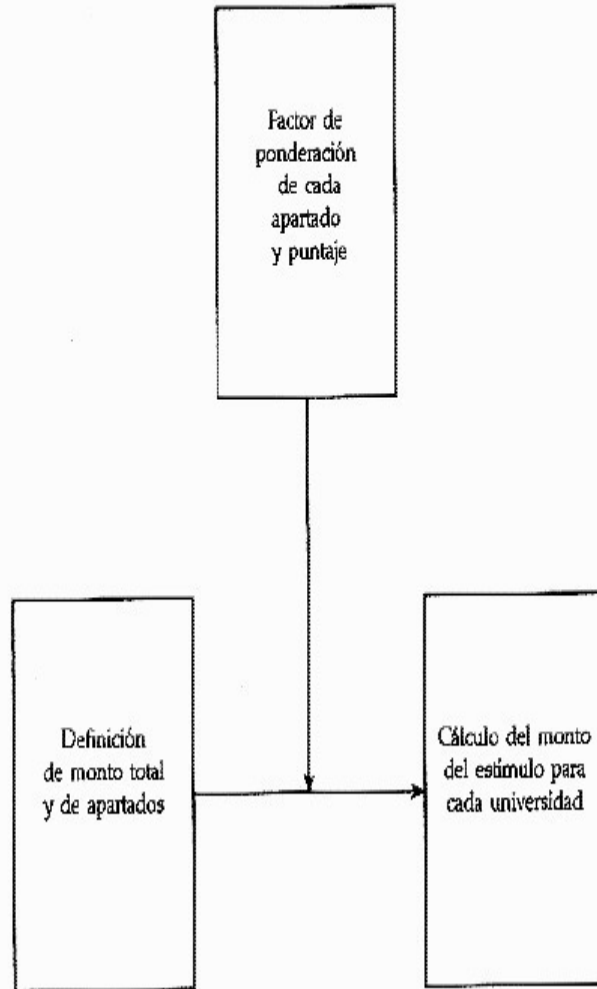 Factor de
ponderación
de cada
apartado
y puntaje
Definición
de monto total
y de apartados
Cálculo del monto
del estímulo para
cada universidad